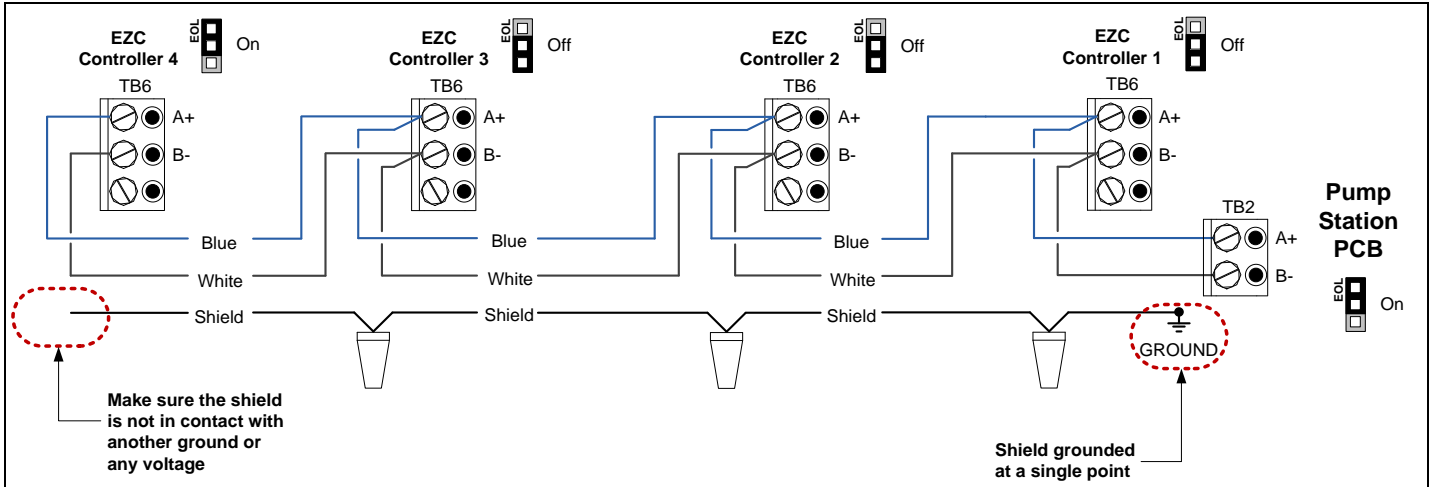 EZC
Controller 4
EOL
On
TB6
A+
B-
EZC
Controller 3
EOL
Off
TB6
A+
B-
EZC
Controller 2
EOL
Off
TB6
A+
B-
EZC
Controller 1
EOL
Off
TB6
A+
B-
Pump
Station
PCB
TB2
A+
B-
EOL
On
Blue
Blue
Blue
White
White
White
Shield
Shield
Shield
GROUND
Make sure the shield
is not in contact with
another ground or
any voltage
Shield grounded
at a single point